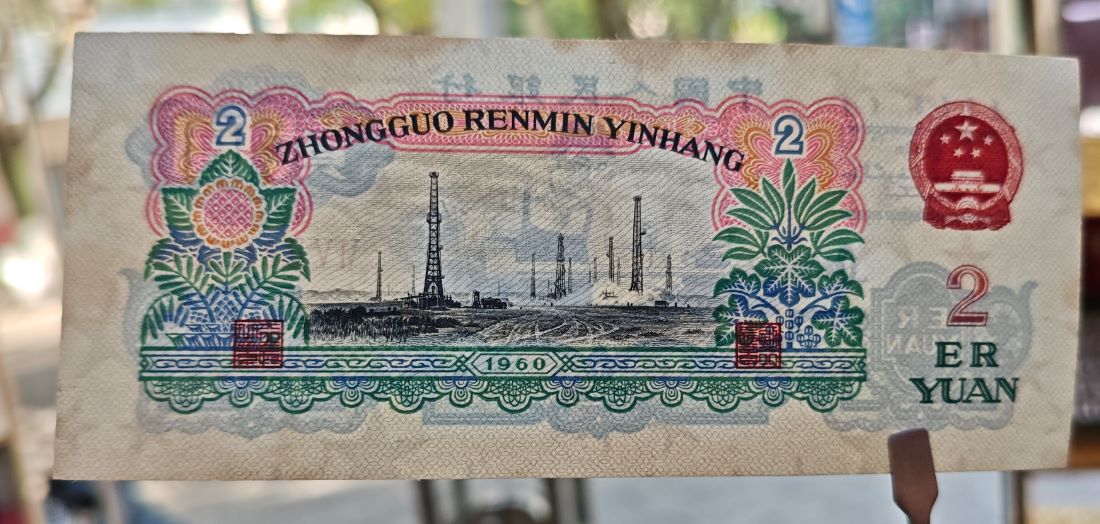 2
ZHONGGUO RENMIN YINHANG
2
1960
2
ER
YUAN